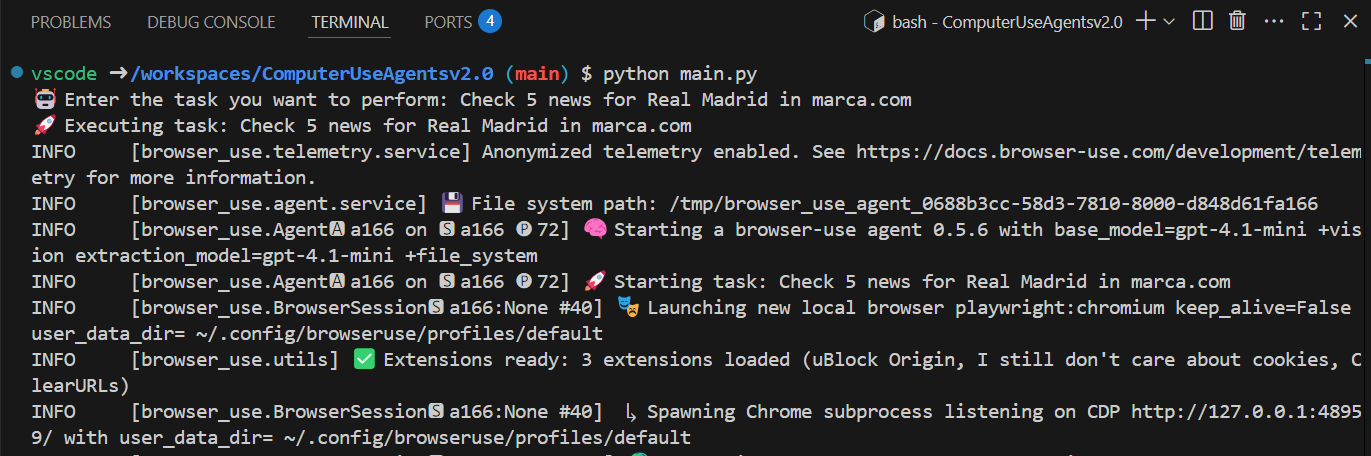 PROBLEMS DEBUG CONSOLE TERMINAL PORTS 4 bash - ComputerUseAgentsv2.0
vscode ➜ /workspaces/ComputerUseAgentsv2.0 (main) $ python main.py
🤖 Enter the task you want to perform: Check 5 news for Real Madrid in marca.com
🚀 Executing task: Check 5 news for Real Madrid in marca.com
INFO     [browser_use.telemetry.service] Anonymized telemetry enabled. See https://docs.browser-use.com/development/telem
etry for more information.
INFO     [browser_use.agent.service] 💾 File system path: /tmp/browser_use_agent_0688b3cc-58d3-7810-8000-d848d61fa166
INFO     [browser_use.Agent🅰 a166 on 🆂 a166 🅟 72] 🧠 Starting a browser-use agent 0.5.6 with base_model=gpt-4.1-mini +vis
ion extraction_model=gpt-4.1-mini +file_system
INFO     [browser_use.Agent🅰 a166 on 🆂 a166 🅟 72] 🚀 Starting task: Check 5 news for Real Madrid in marca.com
INFO     [browser_use.BrowserSession🆂 a166:None #40] 🎭 Launching new local browser playwright:chromium keep_alive=False
user_data_dir= ~/.config/browseruse/profiles/default
INFO     [browser_use.utils] ✅ Extensions ready: 3 extensions loaded (uBlock Origin, I still don't care about cookies, C
learURLs)
INFO     [browser_use.BrowserSession🆂 a166:None #40]  ↳ Spawning Chrome subprocess listening on CDP http://127.0.0.1:4895
9/ with user_data_dir= ~/.config/browseruse/profiles/default